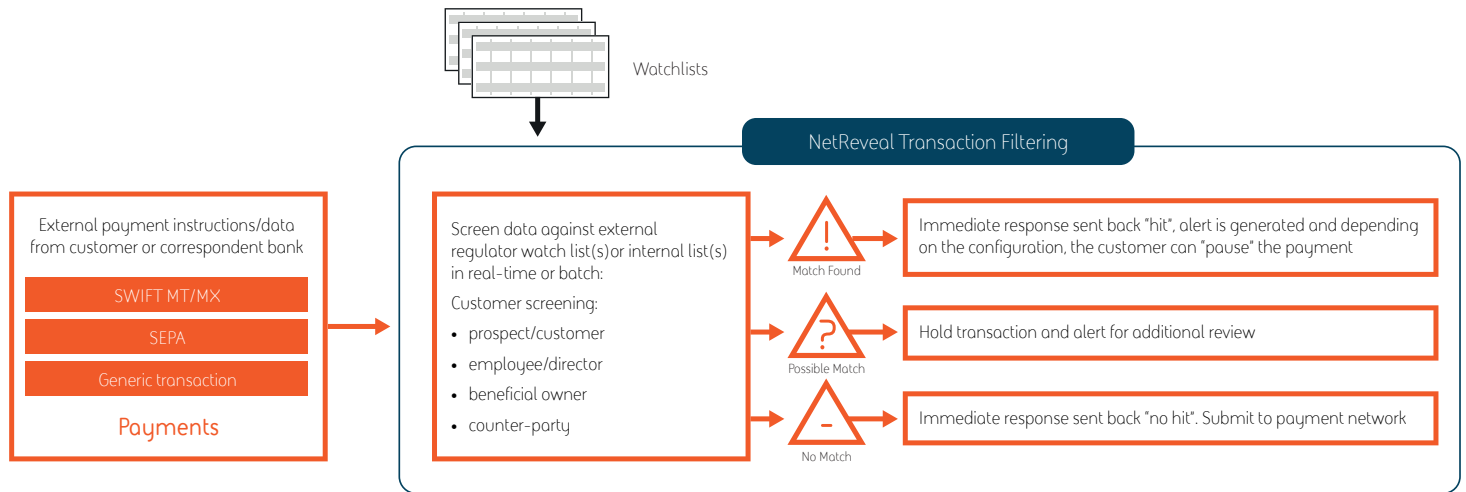 Watchlists
NetReveal Transaction Filtering
External payment instructions/data
from customer or correspondent bank
SWIFT MT/MX
SEPA
Generic transaction
Payments
Screen data against external
regulator watch list(s)or internal list(s)
in real-time or batch:
Customer screening:
• prospect/customer
• employee/director
• beneficial owner
• counter-party
!
Match Found
Immediate response sent back "hit", alert is generated and depending
on the configuration, the customer can "pause" the payment
?
Possible Match
Hold transaction and alert for additional review
-
No Match
Immediate response sent back "no hit". Submit to payment network